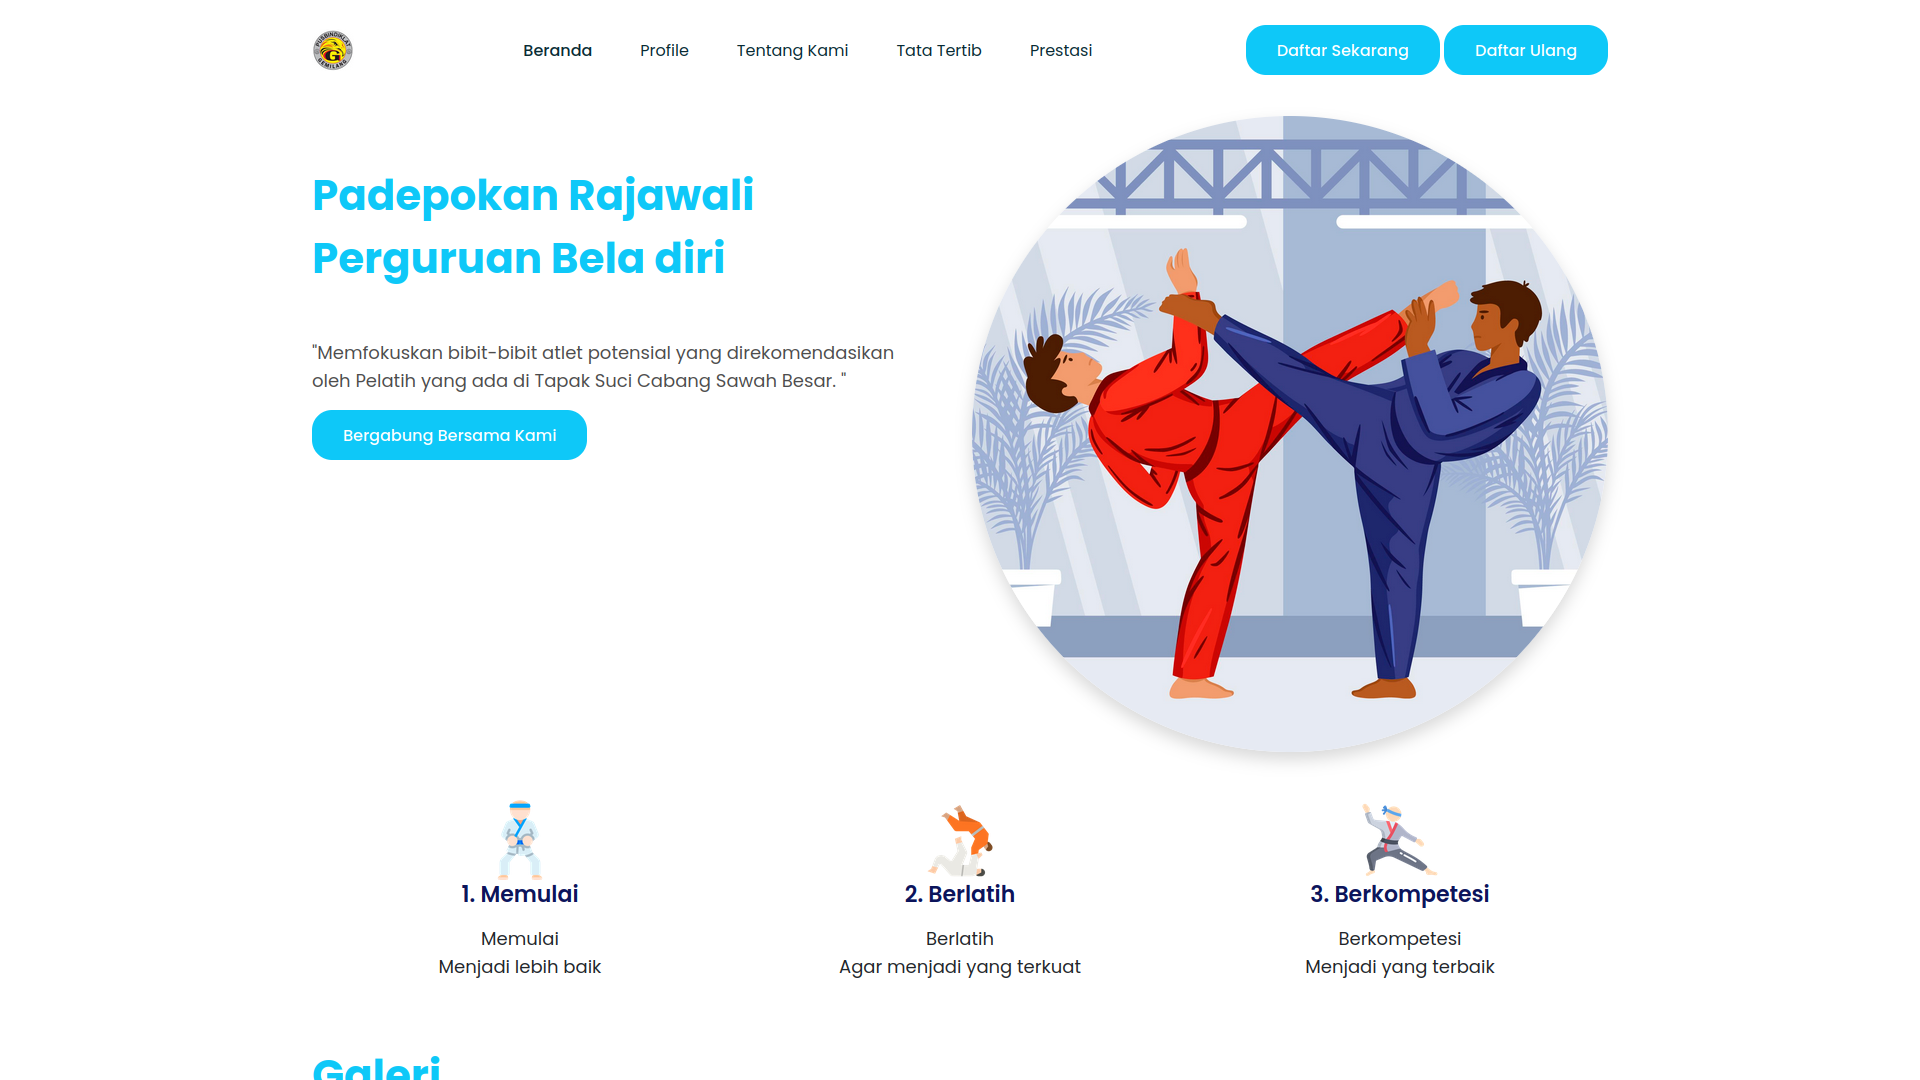 PUSBINDIKLAT
G
GEMILANG
Beranda
Profile
Tentang Kami
Tata Tertib
Prestasi
Daftar Sekarang
Daftar Ulang
Padepokan Rajawali
Perguruan Bela diri
"Memfokuskan bibit-bibit atlet potensial yang direkomendasikan
oleh Pelatih yang ada di Tapak Suci Cabang Sawah Besar. "
Bergabung Bersama Kami
1. Memulai
Memulai
Menjadi lebih baik
2. Berlatih
Berlatih
Agar menjadi yang terkuat
3. Berkompetesi
Berkompetesi
Menjadi yang terbaik
Galeri